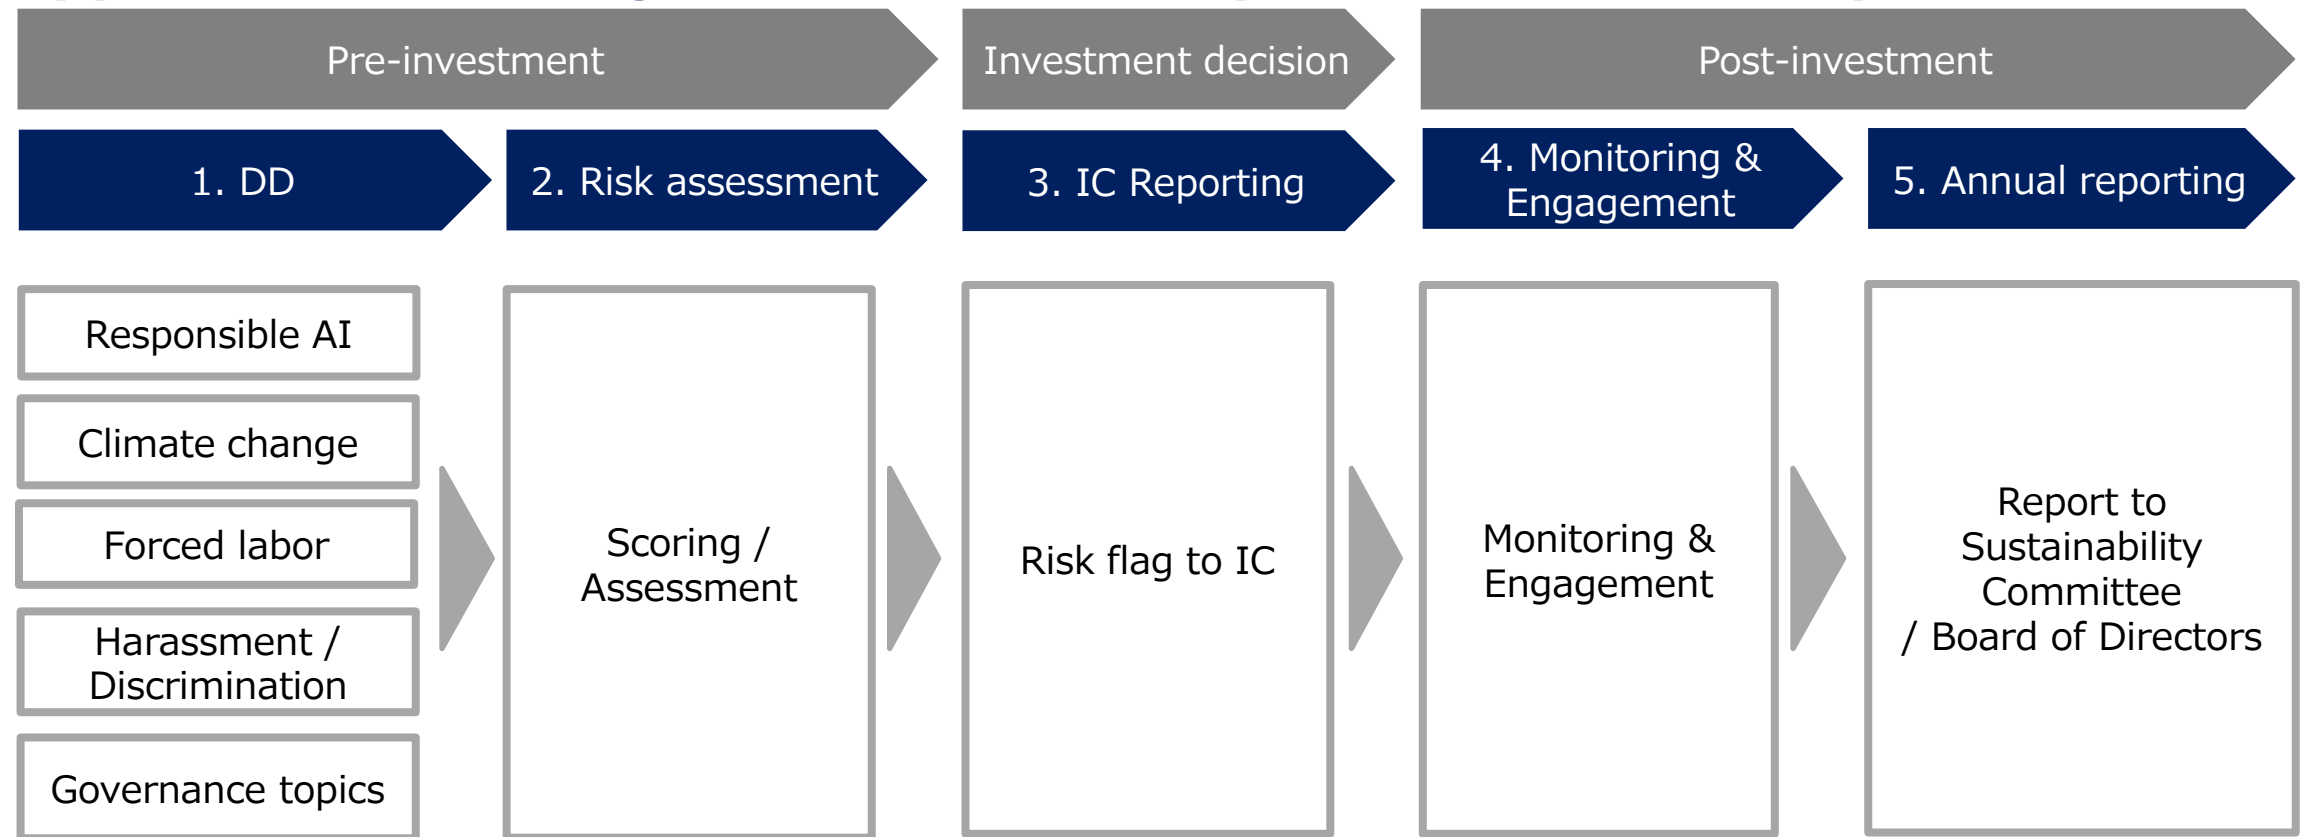 Pre-investment
Investment decision
Post-investment
1. DD
2. Risk assessment
3. IC Reporting
4. Monitoring &
Engagement
5. Annual reporting
Responsible AI
Climate change
Forced labor
Harassment /
Discrimination
Governance topics
Scoring /
Assessment
Risk flag to IC
Monitoring &
Engagement
Report to
Sustainability
Committee
/ Board of Directors